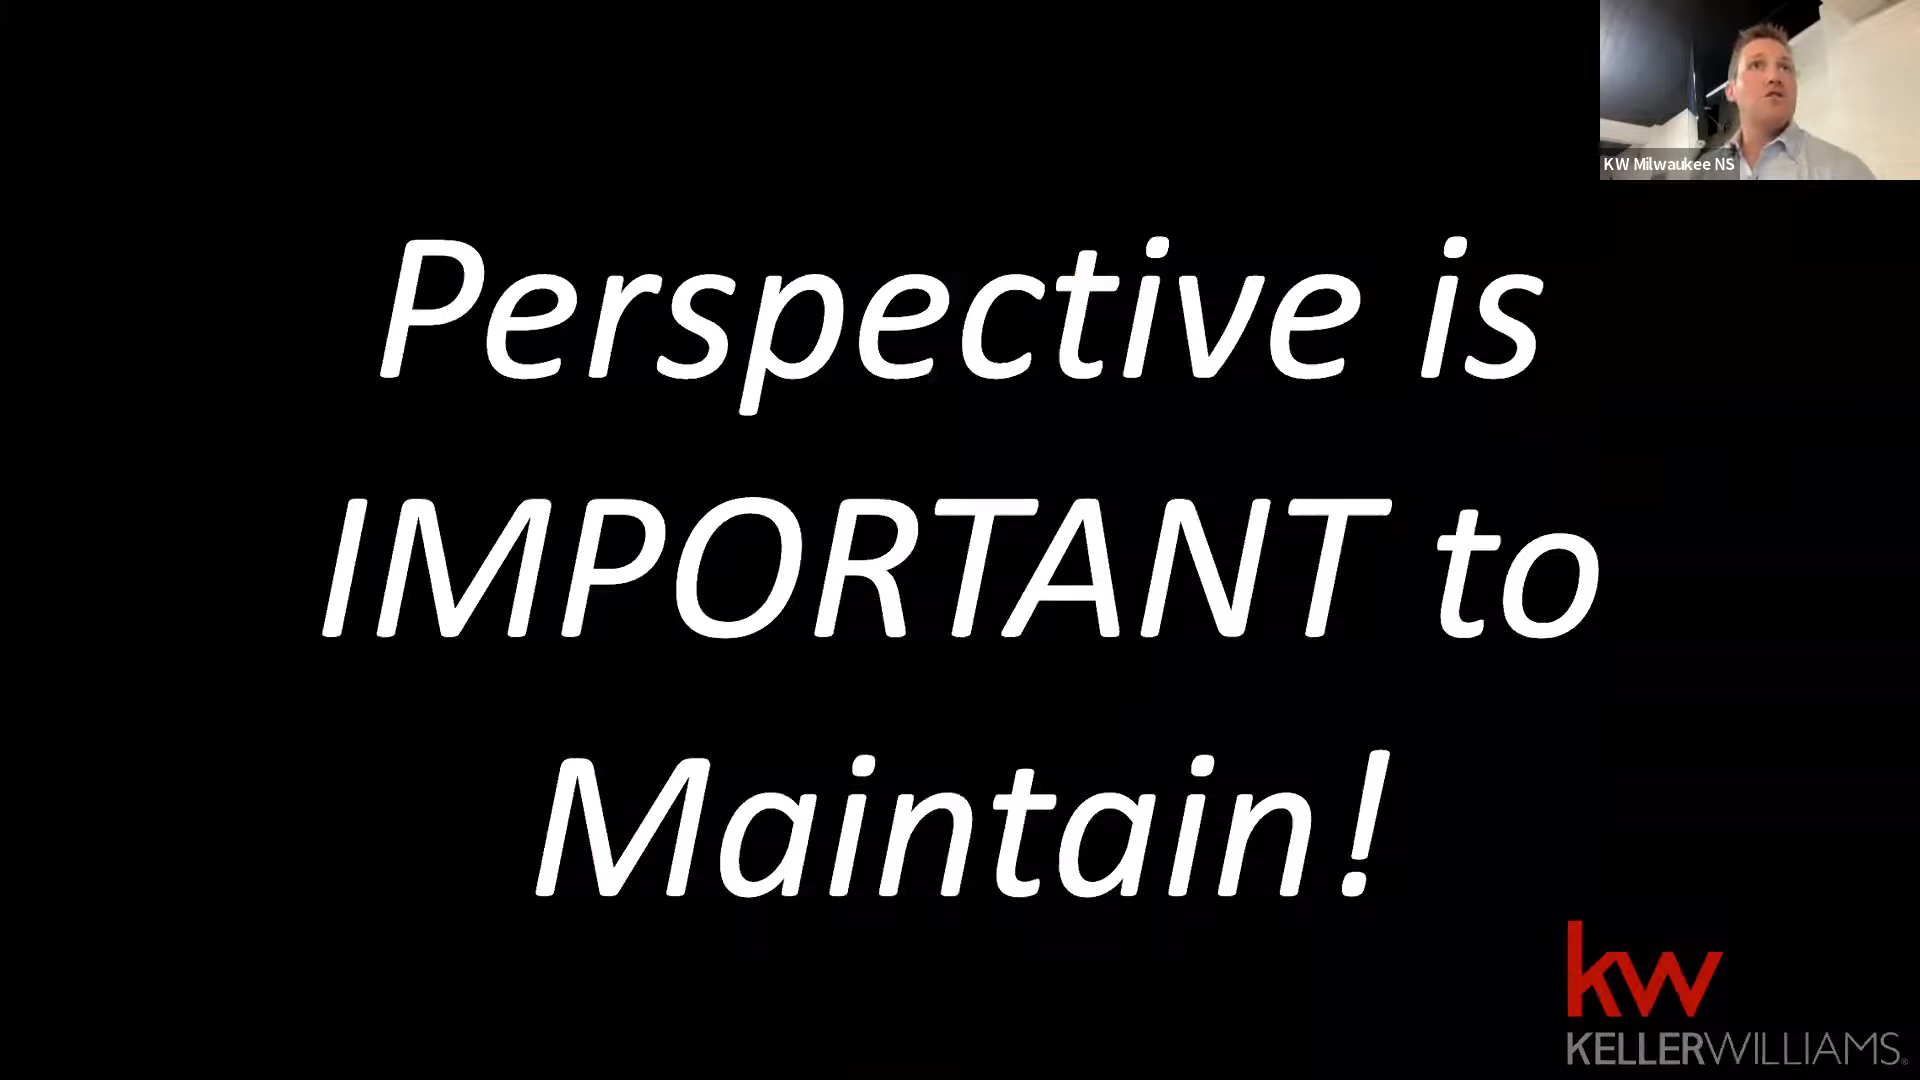 KW Milwaukee NS
Perspective is
IMPORTANT to
Maintain!
kw
KELLERWILLIAMS®